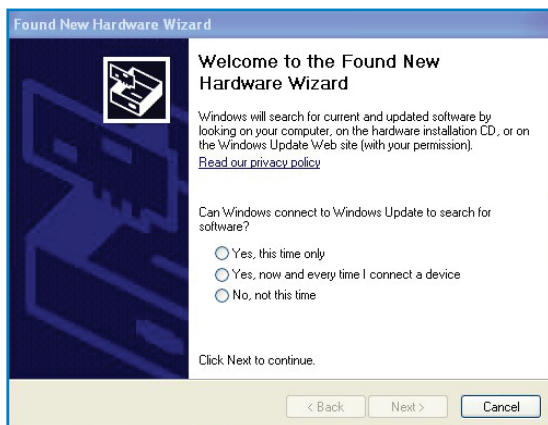 Found New Hardware Wizard
Welcome to the Found New
Hardware Wizard
Windows will search for current and updated software by
looking on your computer, on the hardware installation CD, or on
the Windows Update Web site (with your permission).
Read our privacy policy
Can Windows connect to Windows Update to search for
software?
Yes, this time only
Yes, now and every time I connect a device
No, not this time
Click Next to continue.
< Back Next > Cancel